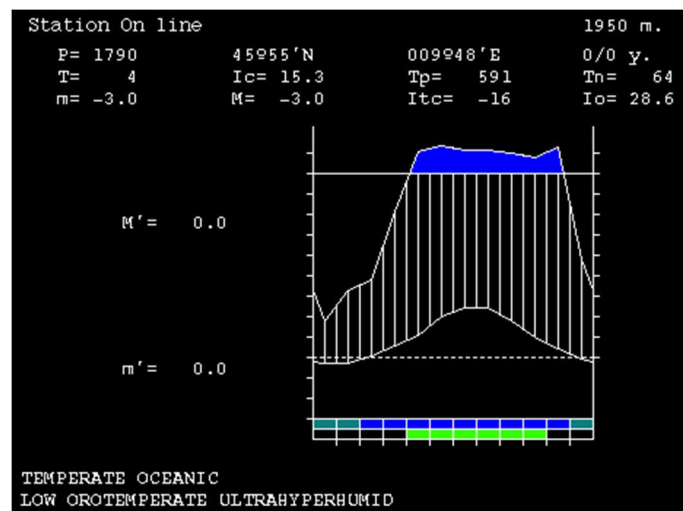 Station On line 1950 m.
P= 1790 45º55'N 009º48'E 0/0 y.
T= 4 Ic= 15.3 Tp= 591 Tn= 64
m= -3.0 M= -3.0 Itc= -16 Io= 28.6
M'= 0.0
m'= 0.0
TEMPERATE OCEANIC
LOW OROTEMPERATE ULTRAHYPERHUMID